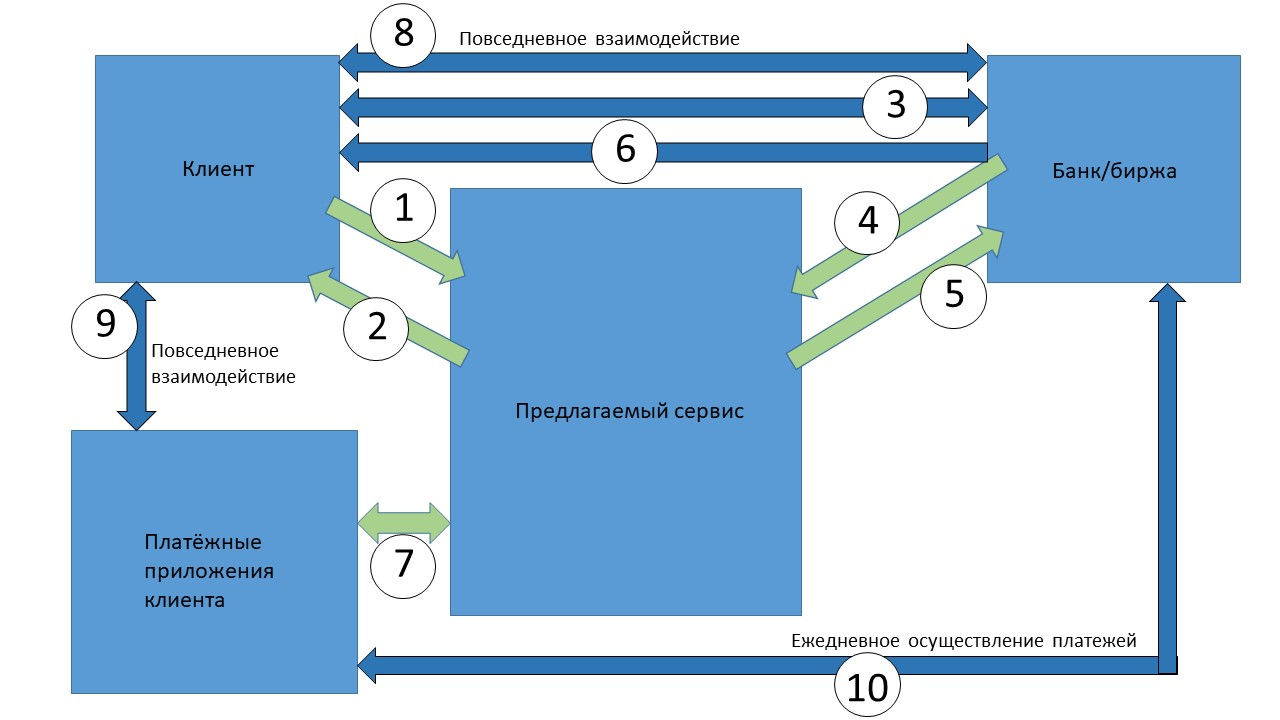 8
Повседневное взаимодействие
3
6
Клиент
Банк/биржа
1
4
2
5
9
Повседневное
взаимодействие
Предлагаемый сервис
Платёжные
приложения
клиента
7
Ежедневное осуществление платежей
10